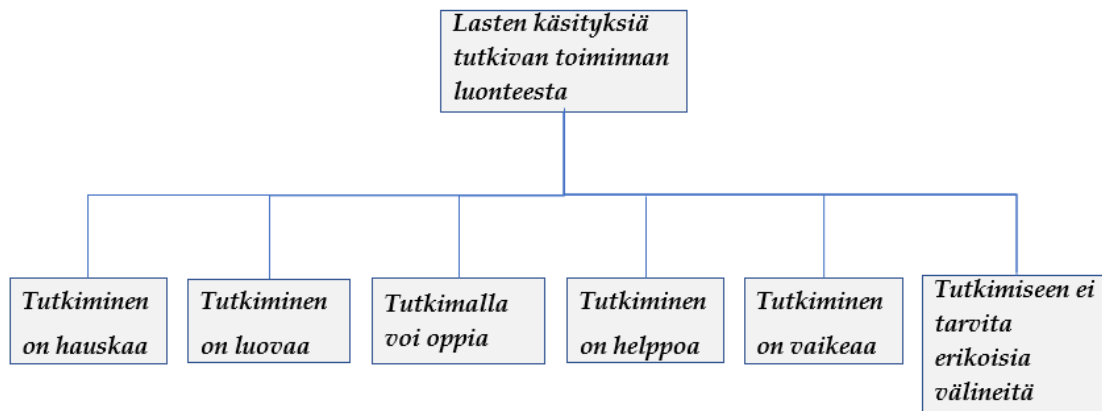 Lasten käsityksiä
tutkivan toiminnan
luonteesta
Tutkiminen
on hauskaa
Tutkiminen
on luovaa
Tutkimalla
voi oppia
Tutkiminen
on helppoa
Tutkiminen
on vaikeaa
Tutkimiseen ei
tarvita
erikoisia
välineitä